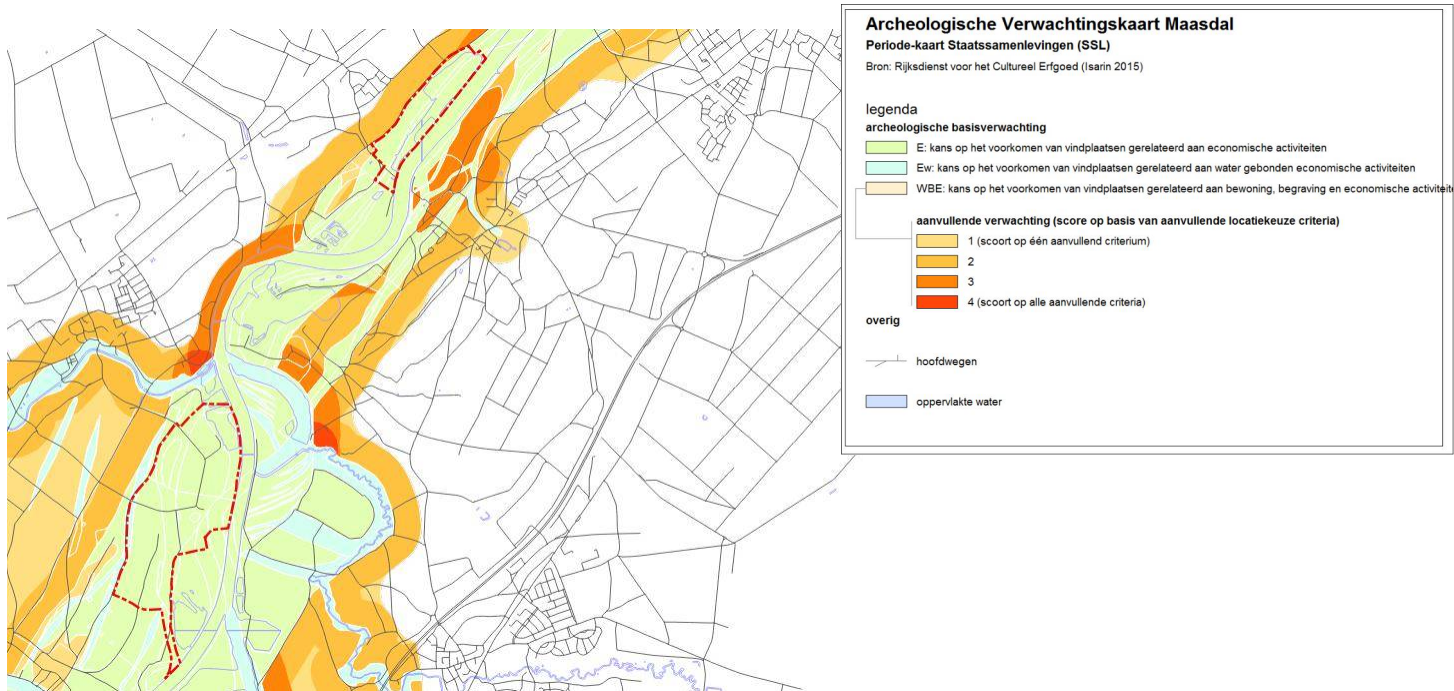 Archeologische Verwachtingskaart Maasdal
Periode-kaart Staatssamenlevingen (SSL)
Bron: Rijksdienst voor het Cultureel Erfgoed (Isarin 2015)
legenda
archeologische basisverwachting
E: kans op het voorkomen van vindplaatsen gerelateerd aan economische activiteiten
Ew: kans op het voorkomen van vindplaatsen gerelateerd aan water gebonden economische activiteiten
WBE: kans op het voorkomen van vindplaatsen gerelateerd aan bewoning, begraving en economische activiteite
aanvullende verwachting (score op basis van aanvullende locatiekeuze criteria)
1 (scoort op één aanvullend criterium)
2
3
4 (scoort op alle aanvullende criteria)
overig
hoofdwegen
oppervlakte water